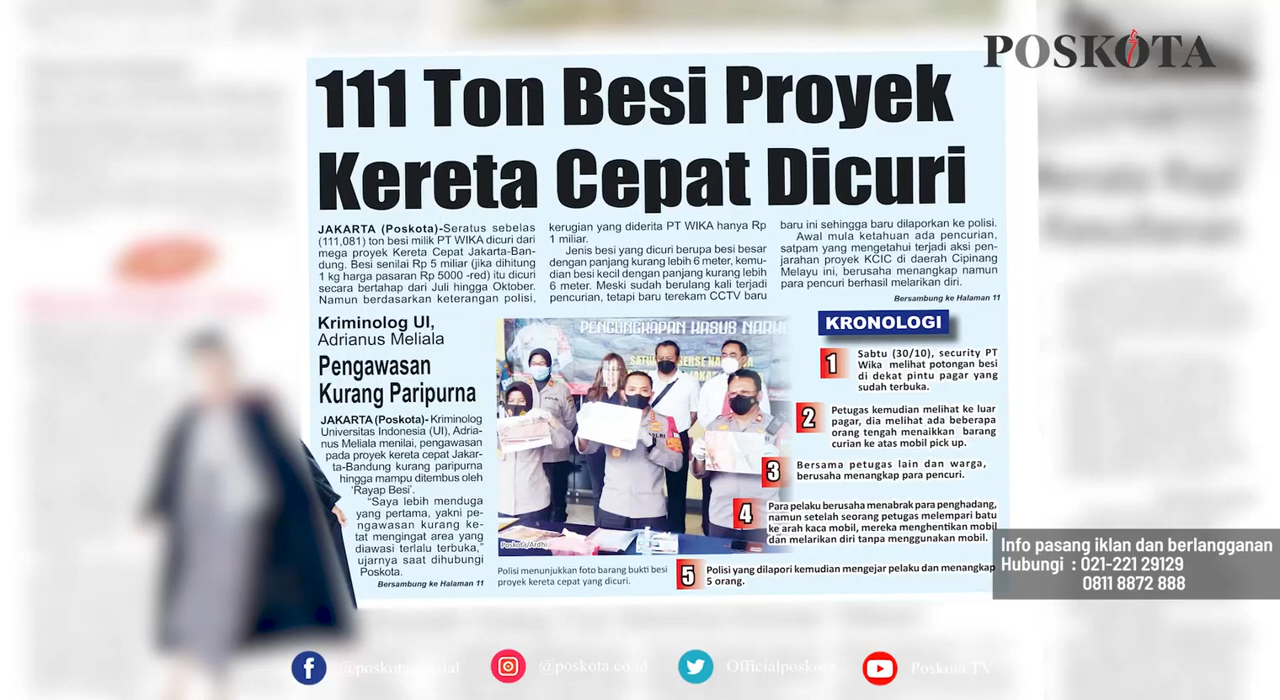 POSKOTA
111 Ton Besi Proyek
Kereta Cepat Dicuri
JAKARTA (Poskota)-Seratus sebelas
(111,081) ton besi milik PT WIKA dicuri dari
mega proyek Kereta Cepat Jakarta-Ban-
dung. Besi senilai Rp 5 miliar (jika dihitung
1 kg harga pasaran Rp 5000 -red) itu dicuri
secara bertahap dari Juli hingga Oktober.
Namun berdasarkan keterangan polisi,
kerugian yang diderita PT WIKA hanya Rp
1 miliar.
Jenis besi yang dicuri berupa besi besar
dengan panjang kurang lebih 6 meter, kemu-
dian besi kecil dengan panjang kurang lebih
6 meter. Meski sudah berulang kali terjadi
pencurian, tetapi baru terekam CCTV baru
baru ini sehingga baru dilaporkan ke polisi.
Awal mula ketahuan ada pencurian,
satpam yang mengetahui terjadi aksi pen-
jarahan proyek KCIC di daerah Cipinang
Melayu ini, berusaha menangkap namun
para pencuri berhasil melarikan diri.
Bersambung ke Halaman 11
Kriminolog UI,
Adrianus Meliala
Pengawasan
Kurang Paripurna
JAKARTA (Poskota)- Kriminolog
Universitas Indonesia (UI), Adria-
nus Meliala menilai, pengawasan
pada proyek kereta cepat Jakar-
ta-Bandung kurang paripurna
hingga mampu ditembus oleh
'Rayap Besi'.
"Saya lebih menduga
yang pertama, yakni pe-
ngawasan kurang ke-
tat mengingat area yang
diawasi terlalu terbuka,"
ujarnya saat dihubungi
Poskota.
Bersambung ke Halaman 11
PENGUNGKAPAN KASUS NARK
Poskota/Ardhi
Polisi menunjukkan foto barang bukti besi
proyek kereta cepat yang dicuri.
KRONOLOGI
1 Sabtu (30/10), security PT
Wika melihat potongan besi
di dekat pintu pagar yang
sudah terbuka.
2 Petugas kemudian melihat ke luar
pagar, dia melihat ada beberapa
orang tengah menaikkan barang
curian ke atas mobil pick up.
3 Bersama petugas lain dan warga,
berusaha menangkap para pencuri.
4 Para pelaku berusaha menabrak para penghadang,
namun setelah seorang petugas melempari batu
ke arah kaca mobil, mereka menghentikan mobil
dan melarikan diri tanpa menggunakan mobil.
5 Polisi yang dilapori kemudian mengejar pelaku dan menangkap
5 orang.
Info pasang iklan dan berlangganan
Hubungi : 021-221 29129
0811 8872 888
@poskota.co.id
Officialposkota
Poskota TV